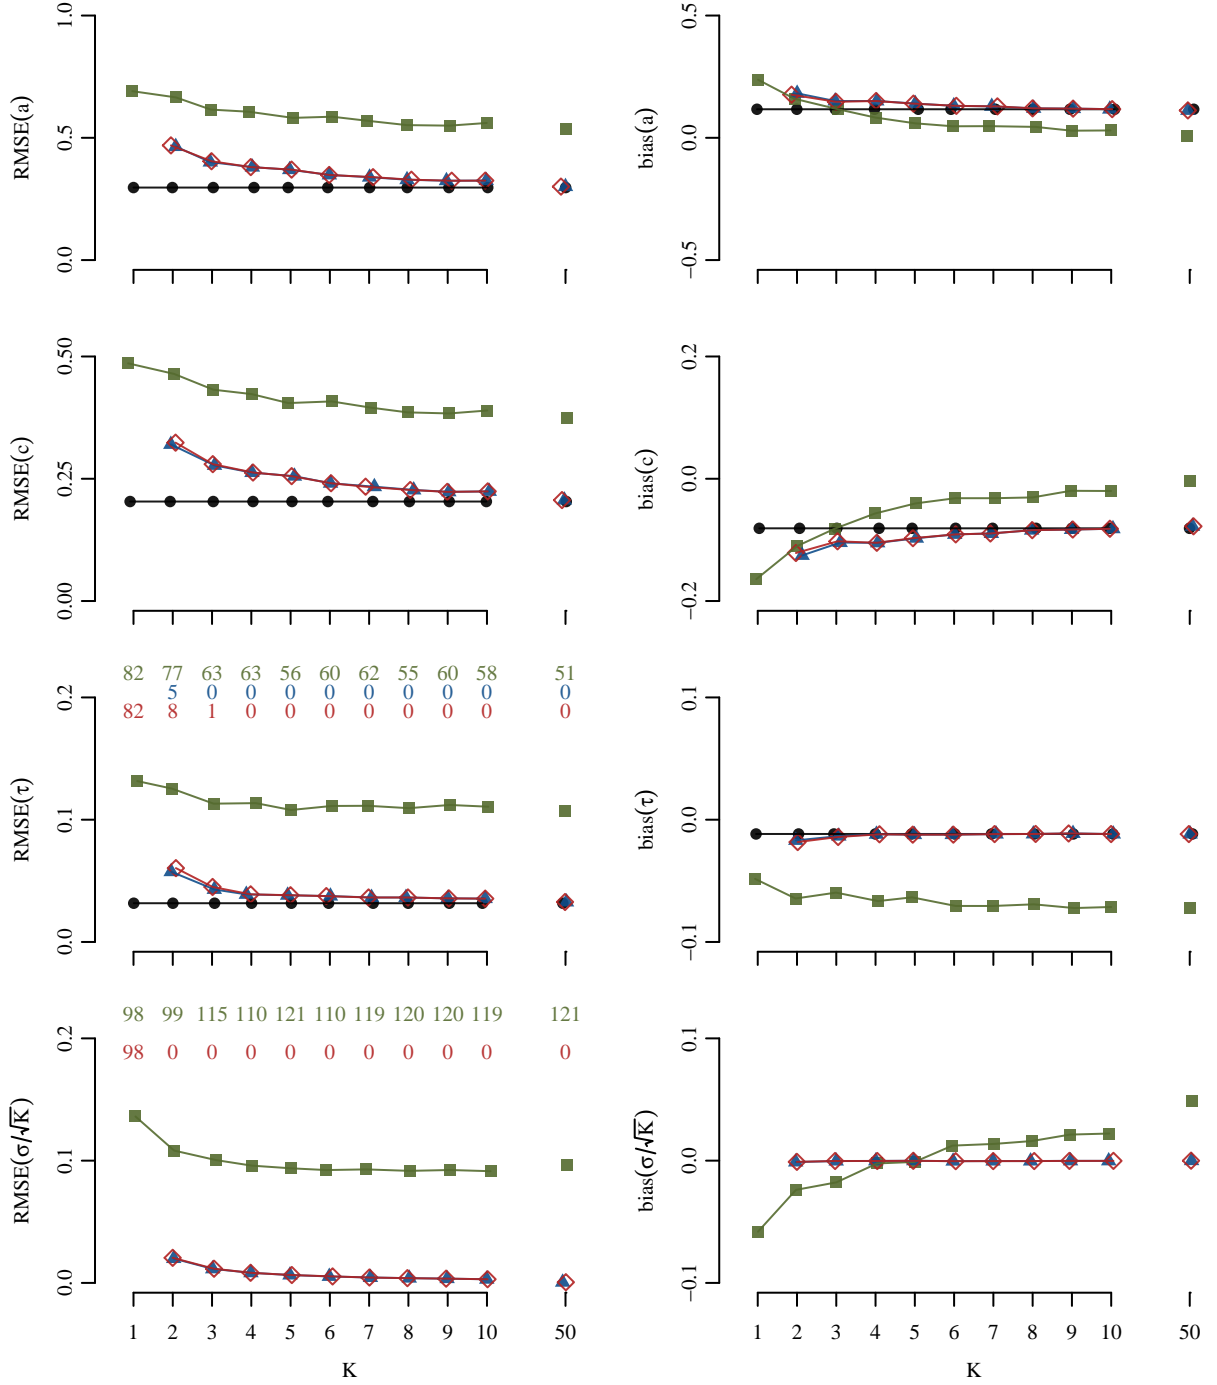 RMSE(a)
0.0 0.5 1.0
bias(a)
−0.5 0.0 0.5
RMSE(c)
0.00 0.25 0.50
bias(c)
−0.2 0.0 0.2
82 77 63 63 56 60 62 55 60 58 51
5 0 0 0 0 0 0 0 0 0
82 8 1 0 0 0 0 0 0 0 0
RMSE(τ)
0.0 0.1 0.2
bias(τ)
−0.1 0.0 0.1
98 99 115 110 121 110 119 120 120 119 121
98 0 0 0 0 0 0 0 0 0 0
RMSE(σ/√K)
0.0 0.1 0.2
1 2 3 4 5 6 7 8 9 10 50
K
bias(σ/√K)
−0.1 0.0 0.1
1 2 3 4 5 6 7 8 9 10 50
K